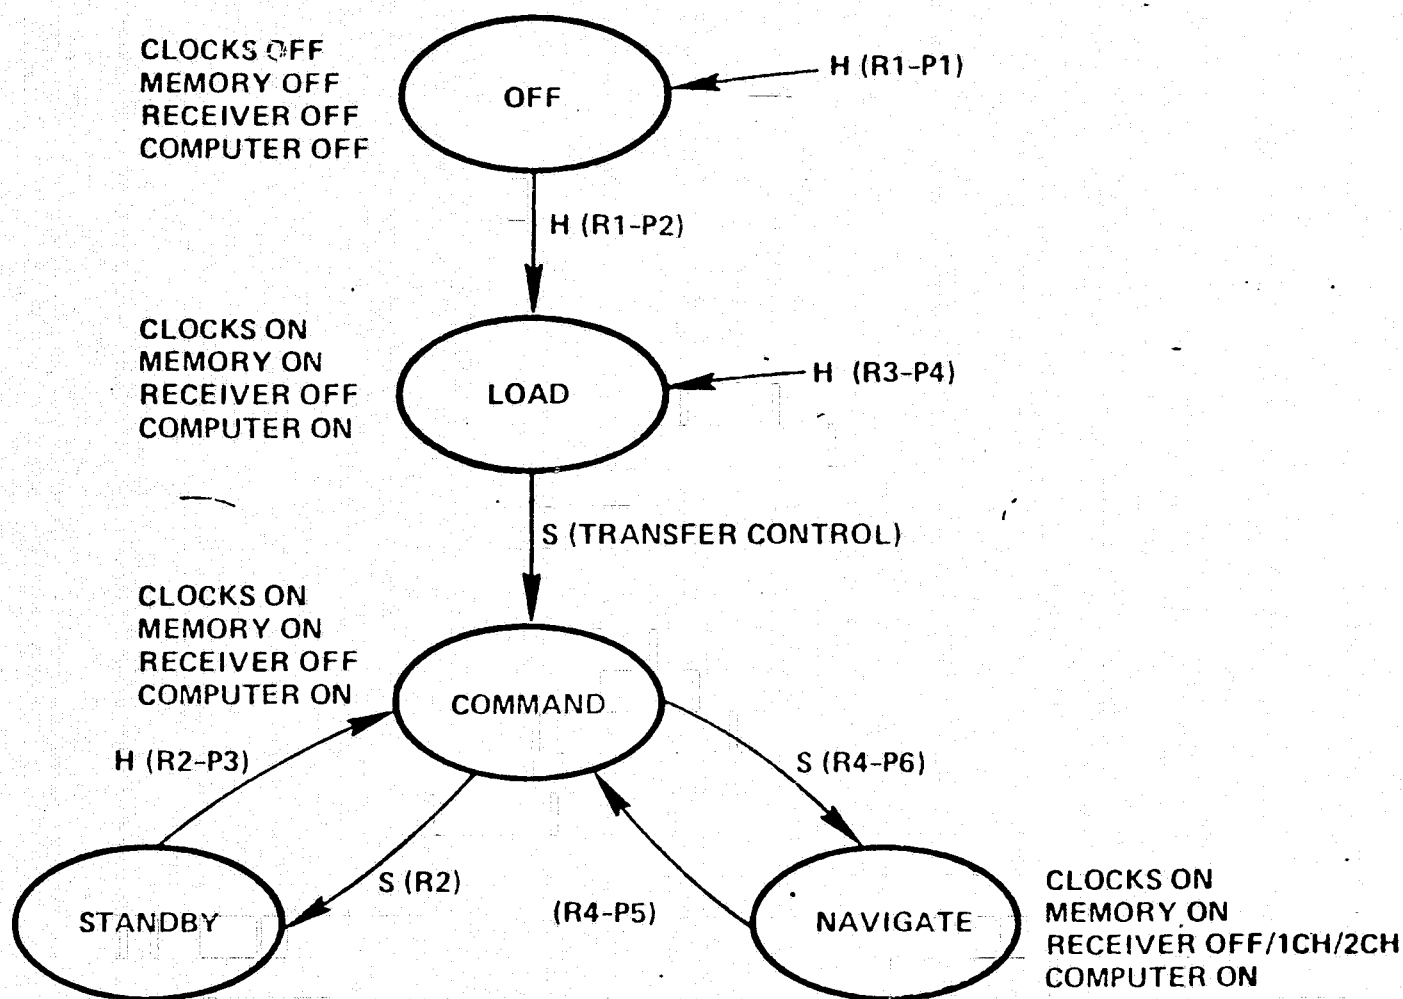 CLOCKS OFF
MEMORY OFF
RECEIVER OFF
COMPUTER OFF
OFF
H (R1-P1)
H (R1-P2)
CLOCKS ON
MEMORY ON
RECEIVER OFF
COMPUTER ON
LOAD
H (R3-P4)
S (TRANSFER CONTROL)
CLOCKS ON
MEMORY ON
RECEIVER OFF
COMPUTER ON
COMMAND
H (R2-P3)
S (R4-P6)
S (R2)
(R4-P5)
STANDBY
NAVIGATE
CLOCKS ON
MEMORY ON
RECEIVER OFF/1CH/2CH
COMPUTER ON